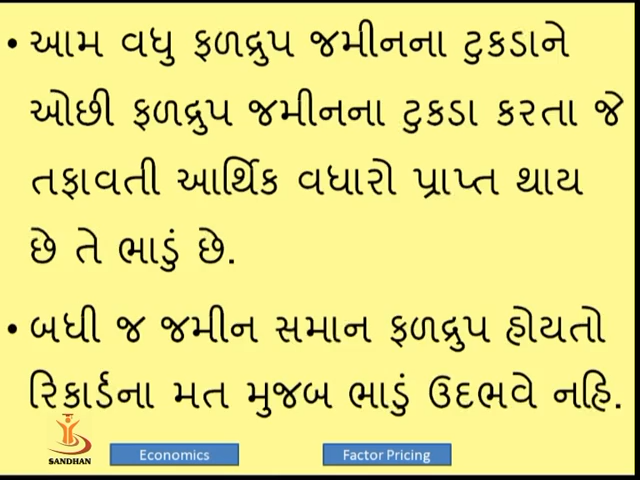 • આમ વધુ ફળદ્રુપ જમીનના ટુકડાને
ઓછી ફળદ્રુપ જમીનના ટુકડા કરતા જે
તફાવતી આર્થિક વધારો પ્રાપ્ત થાય
છે તે ભાડું છે.
• બધી જ જમીન સમાન ફળદ્રુપ હોયતો
રિકાર્ડના મત મુજબ ભાડું ઉદભવે નહિ.
SANDHAN
Economics
Factor Pricing